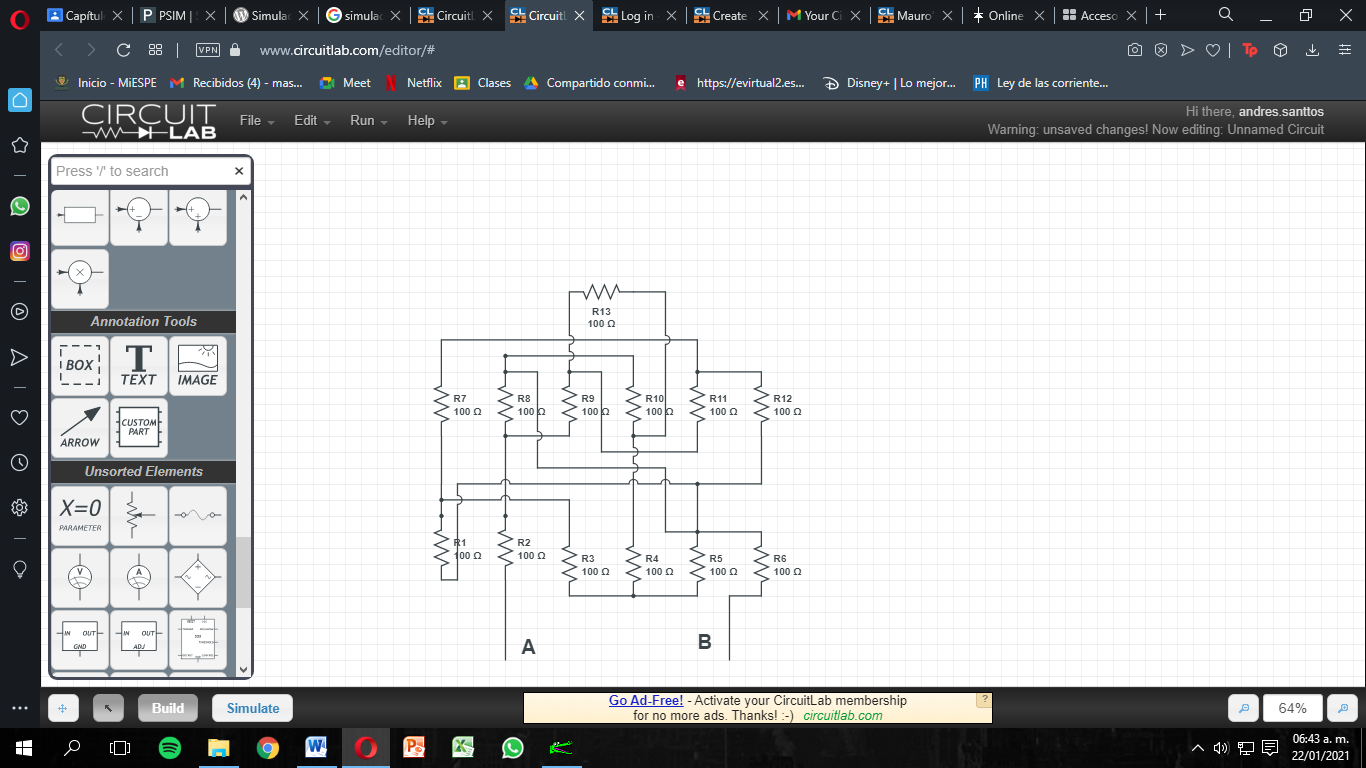 Capítul
PSIM | S
Simulac
simulac
CircuitL
CircuitL
Log in -
Create
Your Ci
Mauro'
Online
Acceso
VPN
www.circuitlab.com/editor/#
Inicio - MiESPE
Recibidos (4) - mas...
Meet
Netflix
Clases
Compartido conmi...
https://evirtual2.es...
Disney+ | Lo mejor...
Ley de las corriente...
CIRCUIT
LAB
File
Edit
Run
Help
Hi there, andres.santtos
Warning: unsaved changes! Now editing: Unnamed Circuit
Press '/' to search
Annotation Tools
BOX
TEXT
IMAGE
ARROW
CUSTOM
PART
Unsorted Elements
X=0
PARAMETER
V
A
IN OUT
GND
IN OUT
ADJ
R13
100 Ω
R7
100 Ω
R8
100 Ω
R9
100 Ω
R10
100 Ω
R11
100 Ω
R12
100 Ω
R1
100 Ω
R2
100 Ω
R3
100 Ω
R4
100 Ω
R5
100 Ω
R6
100 Ω
A
B
Build
Simulate
Go Ad-Free! - Activate your CircuitLab membership
for no more ads. Thanks! :-) circuitlab.com
?
64%
06:43 a. m.
22/01/2021